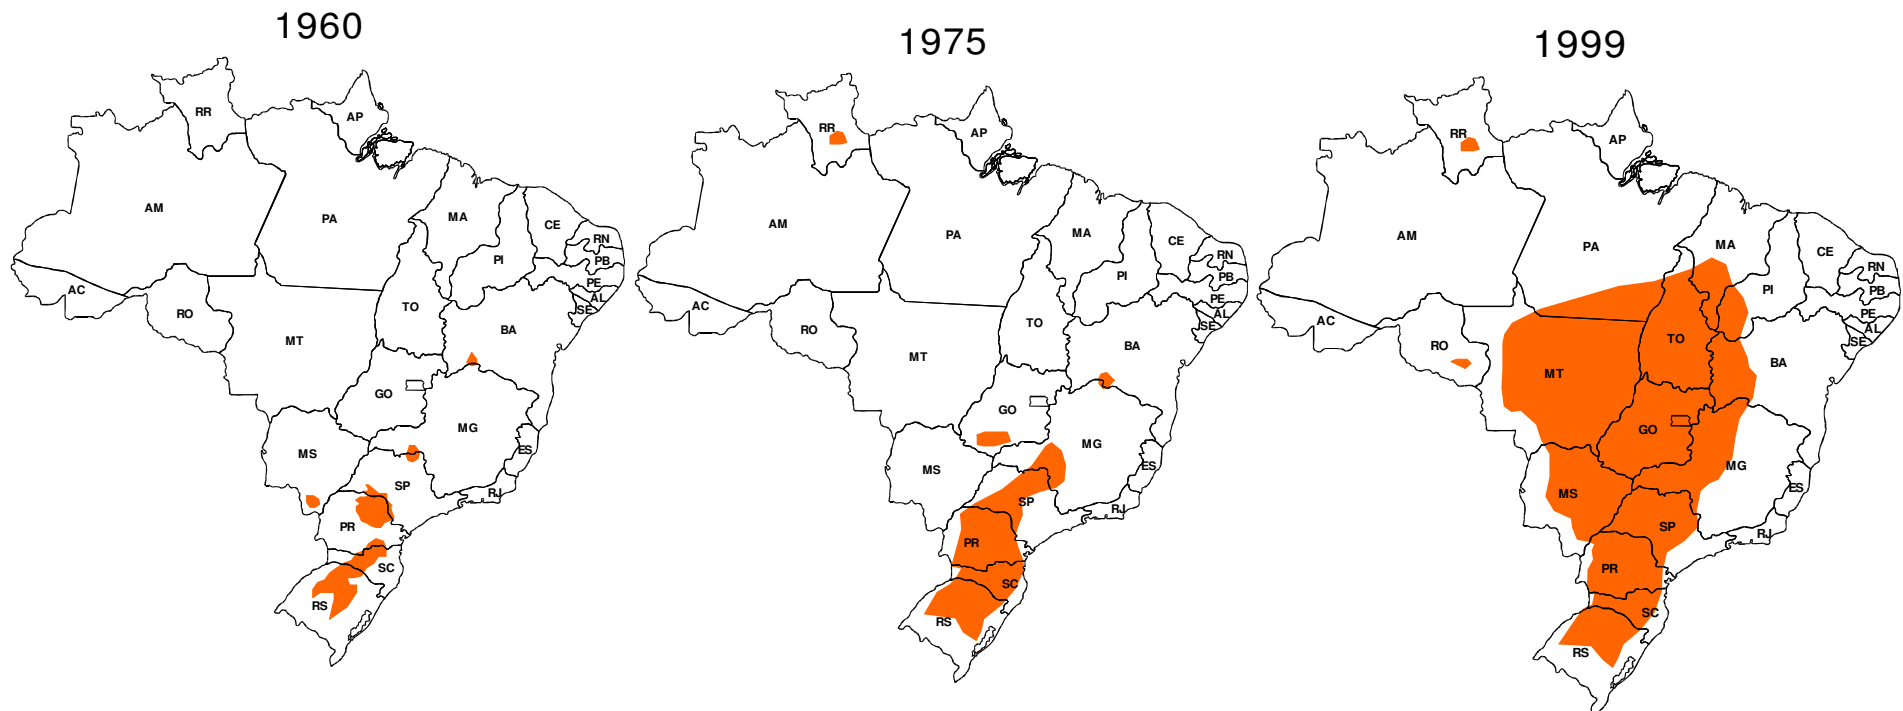 1960
RR
AP
AM
PA
MA
CE
RN
PB
PI
PE
AL
SE
AC
RO
TO
BA
MT
GO
MG
MS
ES
SP
RJ
PR
SC
RS
1975
RR
AP
AM
PA
MA
CE
RN
PB
PI
PE
AL
SE
AC
RO
TO
BA
MT
GO
MG
MS
ES
SP
RJ
PR
SC
RS
1999
RR
AP
AM
PA
MA
CE
RN
PB
PI
PE
AL
SE
AC
RO
TO
BA
MT
GO
MG
MS
ES
SP
RJ
PR
SC
RS